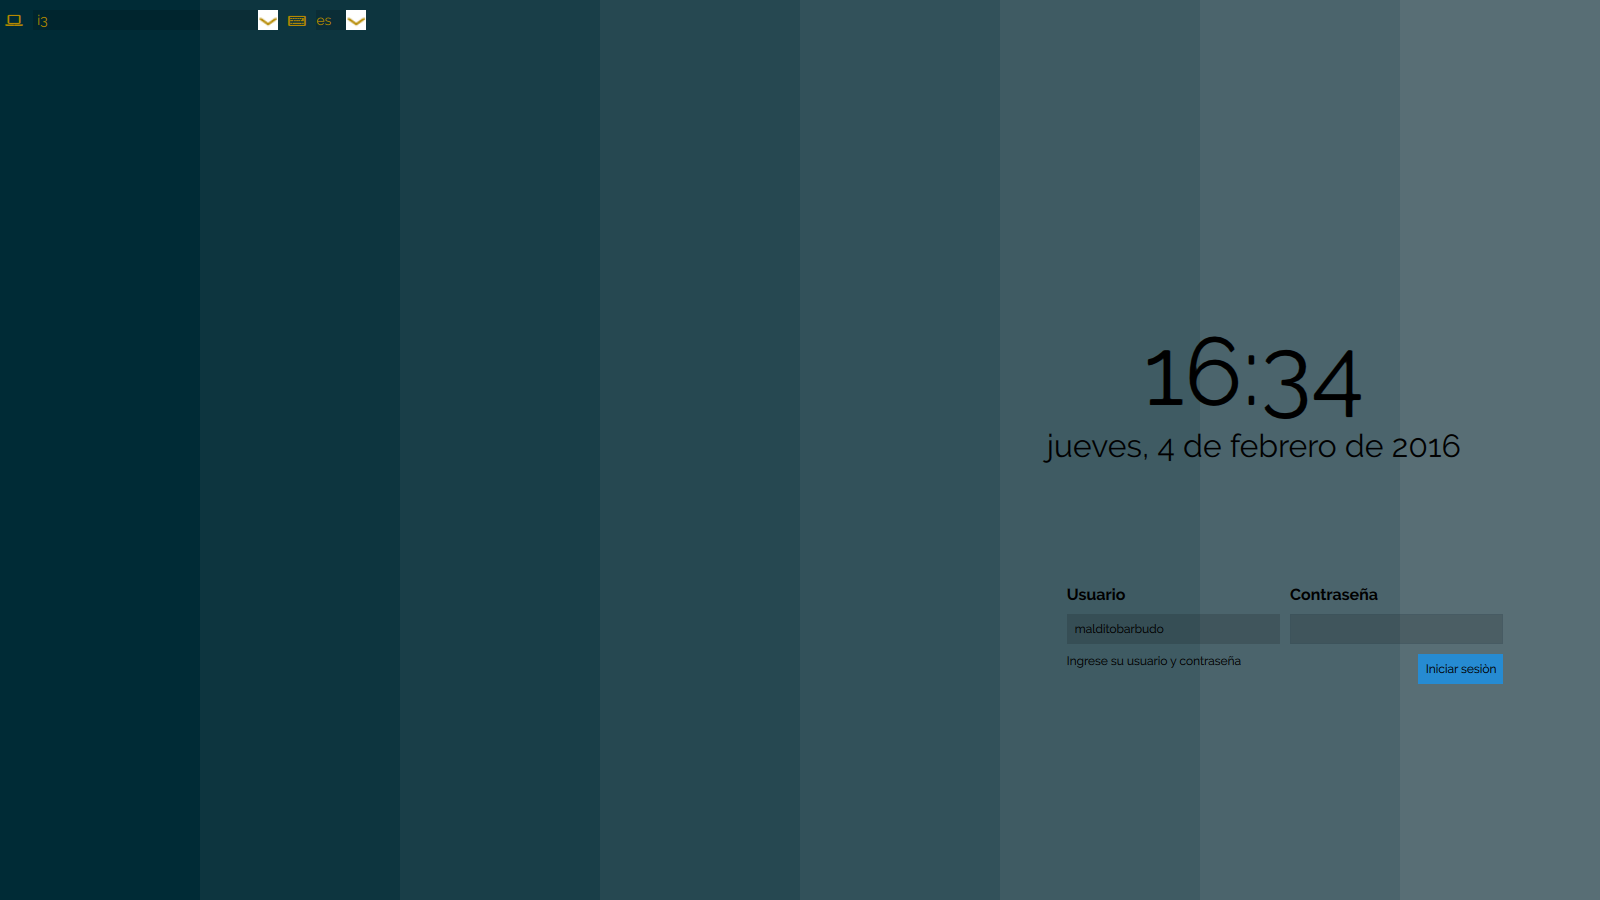 i3 es
16:34
jueves, 4 de febrero de 2016
Usuario Contraseña
malditobarbudo
Ingrese su usuario y contraseña
Iniciar sesiòn